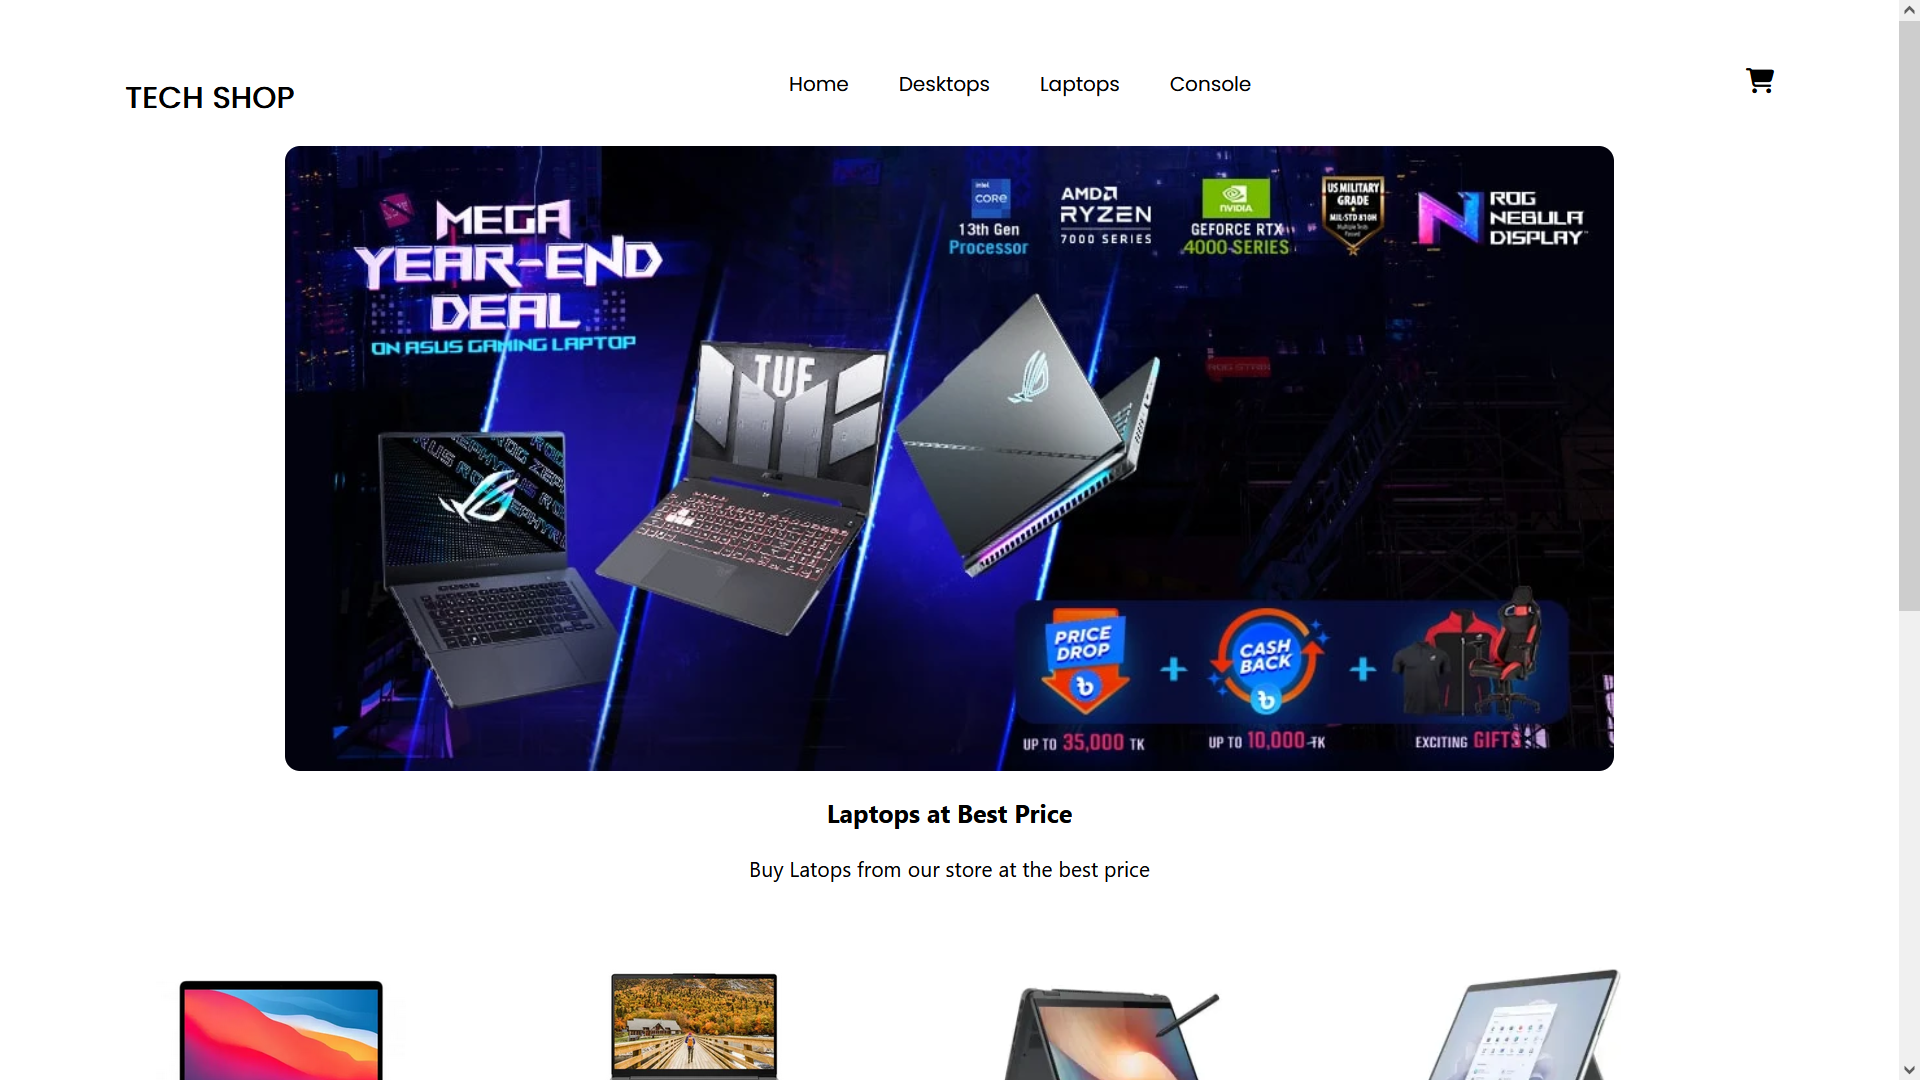 TECH SHOP
Home
Desktops
Laptops
Console
MEGA
YEAR-END
DEAL
ON ASUS GAMING LAPTOP
intel
CORE
13th Gen
Processor
AMD
RYZEN
7000 SERIES
NVIDIA
GEFORCE RTX
4000 SERIES
US MILITARY
GRADE
MIL-STD 810H
ROG
NEBULA
DISPLAY
TUF
PRICE
DROP
UP TO 35,000 TK
+
CASH
BACK
UP TO 10,000 TK
+
EXCITING GIFTS
Laptops at Best Price
Buy Latops from our store at the best price